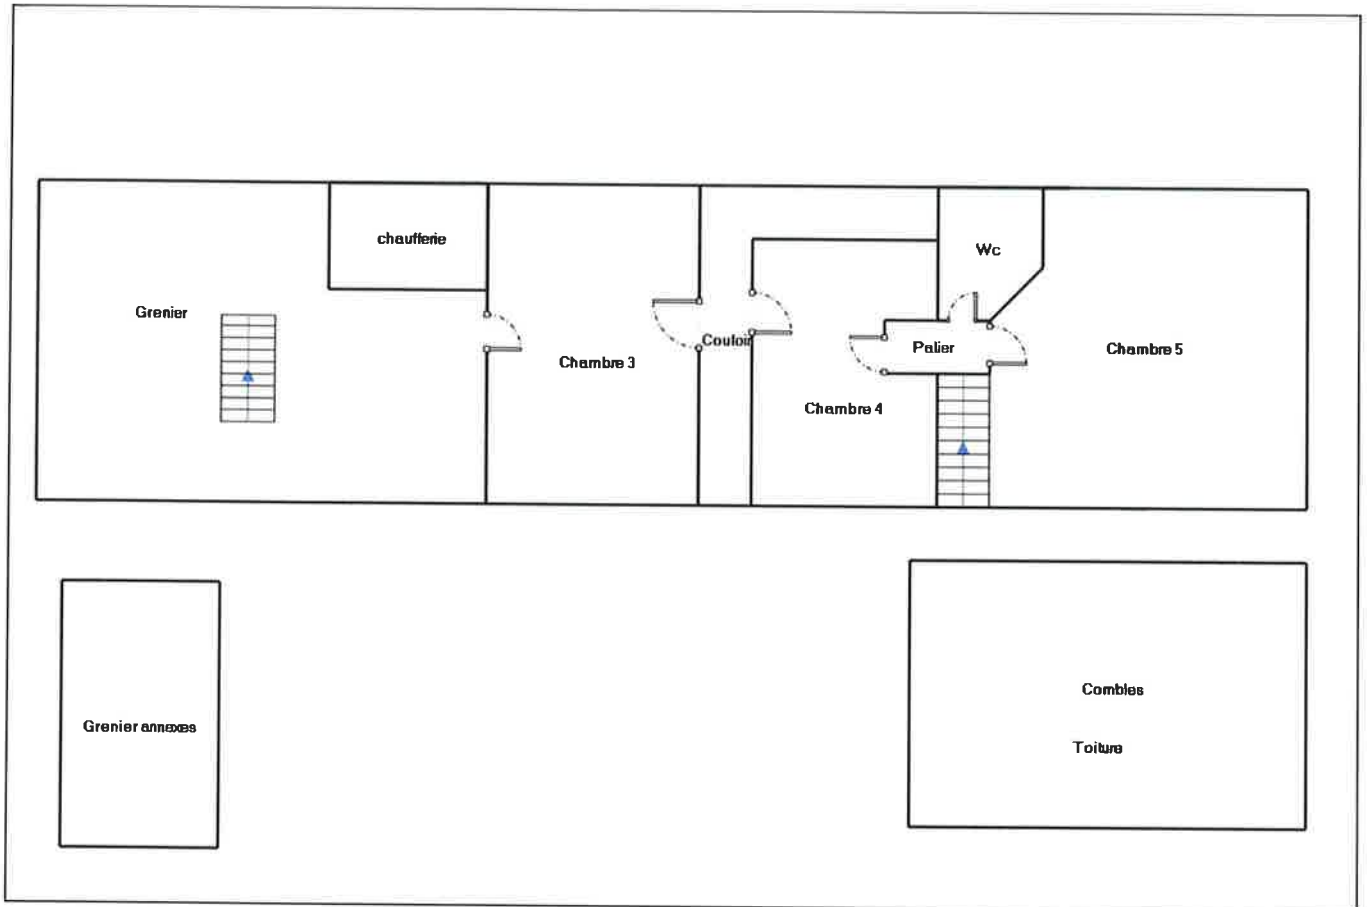 chaufferie
Wc
Grenier
Couloir
Palier
Chambre 5
Chambre 3
Chambre 4
Combles
Grenier annexes
Toiture